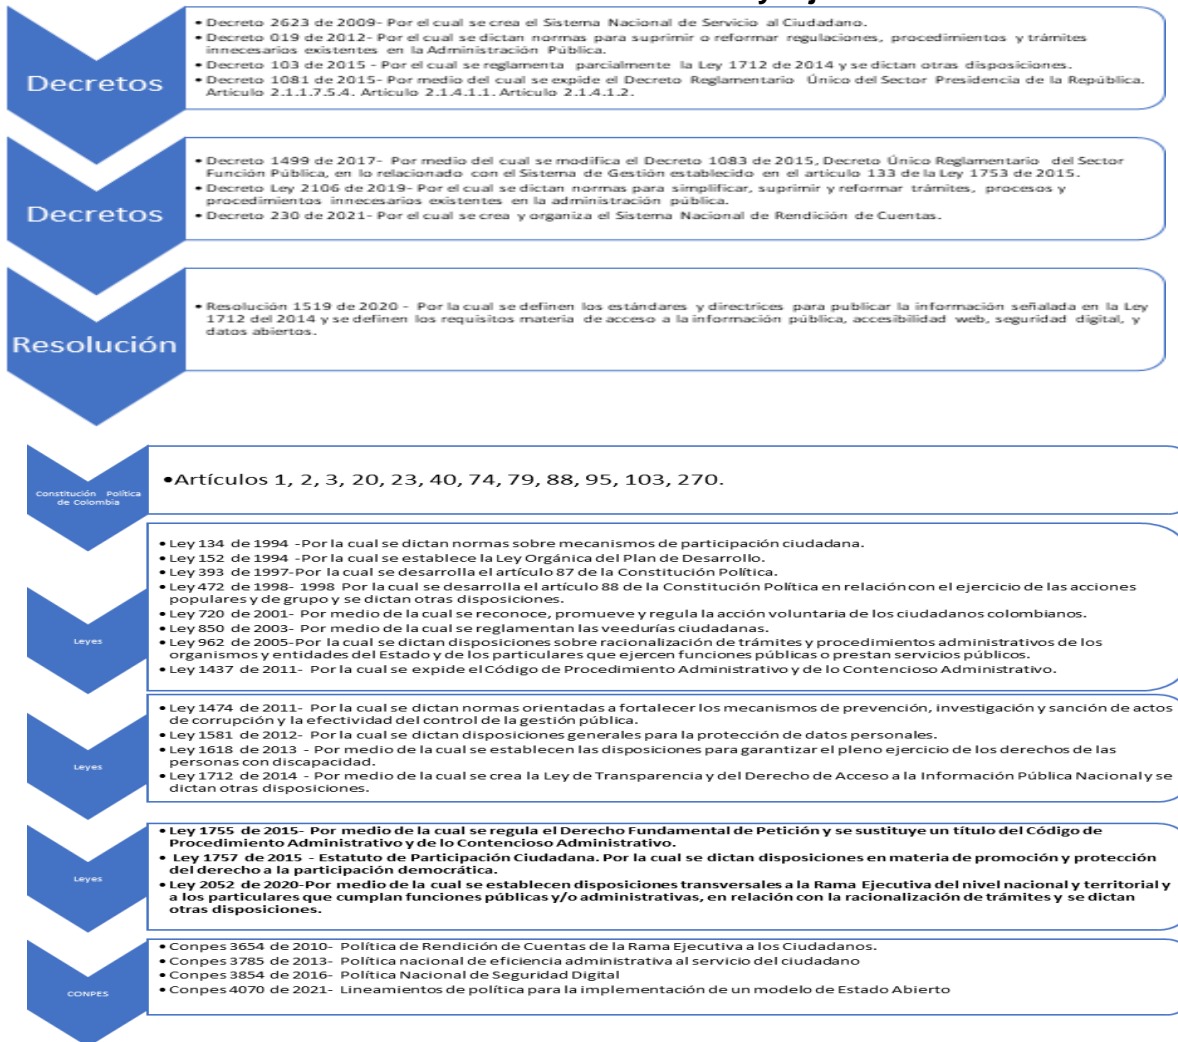 Decretos
• Decreto 2623 de 2009- Por el cual se crea el Sistema Nacional de Servicio al Ciudadano.
• Decreto 019 de 2012- Por el cual se dictan normas para suprimir o reformar regulaciones, procedimientos y trámites
innecesarios existentes en la Administración Pública.
• Decreto 103 de 2015 - Por el cual se reglamenta parcialmente la Ley 1712 de 2014 y se dictan otras disposiciones.
• Decreto 1081 de 2015- Por medio del cual se expide el Decreto Reglamentario Único del Sector Presidencia de la República.
Artículo 2.1.1.7.5.4. Artículo 2.1.4.1.1. Artículo 2.1.4.1.2.
Decretos
• Decreto 1499 de 2017- Por medio del cual se modifica el Decreto 1083 de 2015, Decreto Único Reglamentario del Sector
Función Pública, en lo relacionado con el Sistema de Gestión establecido en el artículo 133 de la Ley 1753 de 2015.
• Decreto Ley 2106 de 2019- Por el cual se dictan normas para simplificar, suprimir y reformar trámites, procesos y
procedimientos innecesarios existentes en la administración pública.
• Decreto 230 de 2021- Por el cual se crea y organiza el Sistema Nacional de Rendición de Cuentas.
Resolución
• Resolución 1519 de 2020 - Por la cual se definen los estándares y directrices para publicar la información señalada en la Ley
1712 del 2014 y se definen los requisitos materia de acceso a la información pública, accesibilidad web, seguridad digital, y
datos abiertos.
Constitución Política
de Colombia
•Artículos 1, 2, 3, 20, 23, 40, 74, 79, 88, 95, 103, 270.
Leyes
• Ley 134 de 1994 -Por la cual se dictan normas sobre mecanismos de participación ciudadana.
• Ley 152 de 1994 -Por la cual se establece la Ley Orgánica del Plan de Desarrollo.
• Ley 393 de 1997-Por la cual se desarrolla el artículo 87 de la Constitución Política.
• Ley 472 de 1998- 1998 Por la cual se desarrolla el artículo 88 de la Constitución Política en relación con el ejercicio de las acciones
populares y de grupo y se dictan otras disposiciones.
• Ley 720 de 2001- Por medio de la cual se reconoce, promueve y regula la acción voluntaria de los ciudadanos colombianos.
• Ley 850 de 2003- Por medio de la cual se reglamentan las veedurías ciudadanas.
• Ley 962 de 2005-Por la cual se dictan disposiciones sobre racionalización de trámites y procedimientos administrativos de los
organismos y entidades del Estado y de los particulares que ejercen funciones públicas o prestan servicios públicos.
• Ley 1437 de 2011- Por la cual se expide el Código de Procedimiento Administrativo y de lo Contencioso Administrativo.
Leyes
• Ley 1474 de 2011- Por la cual se dictan normas orientadas a fortalecer los mecanismos de prevención, investigación y sanción de actos
de corrupción y la efectividad del control de la gestión pública.
• Ley 1581 de 2012- Por la cual se dictan disposiciones generales para la protección de datos personales.
• Ley 1618 de 2013 - Por medio de la cual se establecen las disposiciones para garantizar el pleno ejercicio de los derechos de las
personas con discapacidad.
• Ley 1712 de 2014 - Por medio de la cual se crea la Ley de Transparencia y del Derecho de Acceso a la Información Pública Nacional y se
dictan otras disposiciones.
Leyes
• Ley 1755 de 2015- Por medio de la cual se regula el Derecho Fundamental de Petición y se sustituye un título del Código de
Procedimiento Administrativo y de lo Contencioso Administrativo.
• Ley 1757 de 2015 - Estatuto de Participación Ciudadana. Por la cual se dictan disposiciones en materia de promoción y protección
del derecho a la participación democrática.
• Ley 2052 de 2020-Por medio de la cual se establecen disposiciones transversales a la Rama Ejecutiva del nivel nacional y territorial y
a los particulares que cumplan funciones públicas y/o administrativas, en relación con la racionalización de trámites y se dictan
otras disposiciones.
CONPES
• Conpes 3654 de 2010- Política de Rendición de Cuentas de la Rama Ejecutiva a los Ciudadanos.
• Conpes 3785 de 2013- Política nacional de eficiencia administrativa al servicio del ciudadano
• Conpes 3854 de 2016- Política Nacional de Seguridad Digital
• Conpes 4070 de 2021- Lineamientos de política para la implementación de un modelo de Estado Abierto